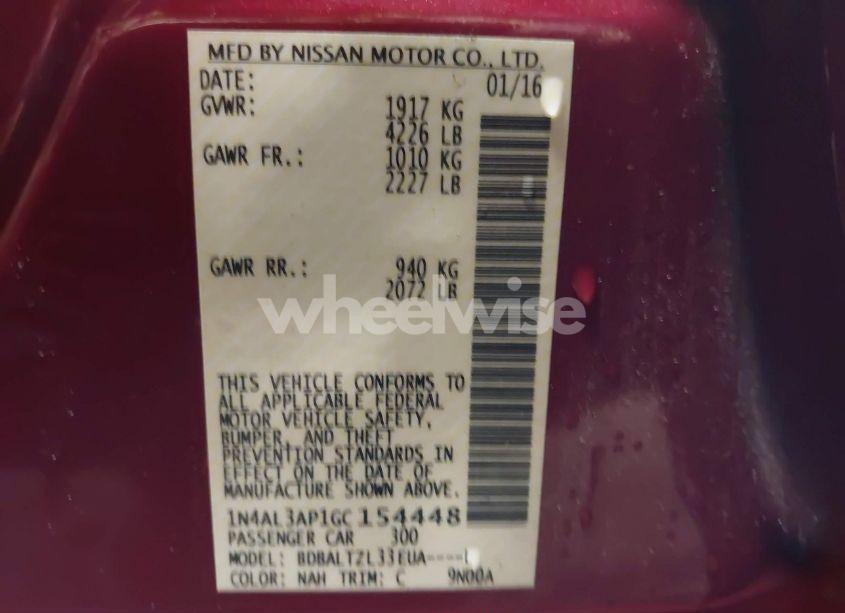 MFD BY NISSAN MOTOR CO., LTD.
DATE: 01/16
GVWR: 1917 KG
4226 LB
GAWR FR.: 1010 KG
2227 LB
GAWR RR.: 940 KG
2072 LB
wheelwise
THIS VEHICLE CONFORMS TO
ALL APPLICABLE FEDERAL
MOTOR VEHICLE SAFETY,
BUMPER, AND THEFT
PREVENTION STANDARDS IN
EFFECT ON THE DATE OF
MANUFACTURE SHOWN ABOVE.
1N4AL3AP1GC154448
PASSENGER CAR 300
MODEL: BDBALTZL33EUA----
COLOR: NAH TRIM: C 9N00A